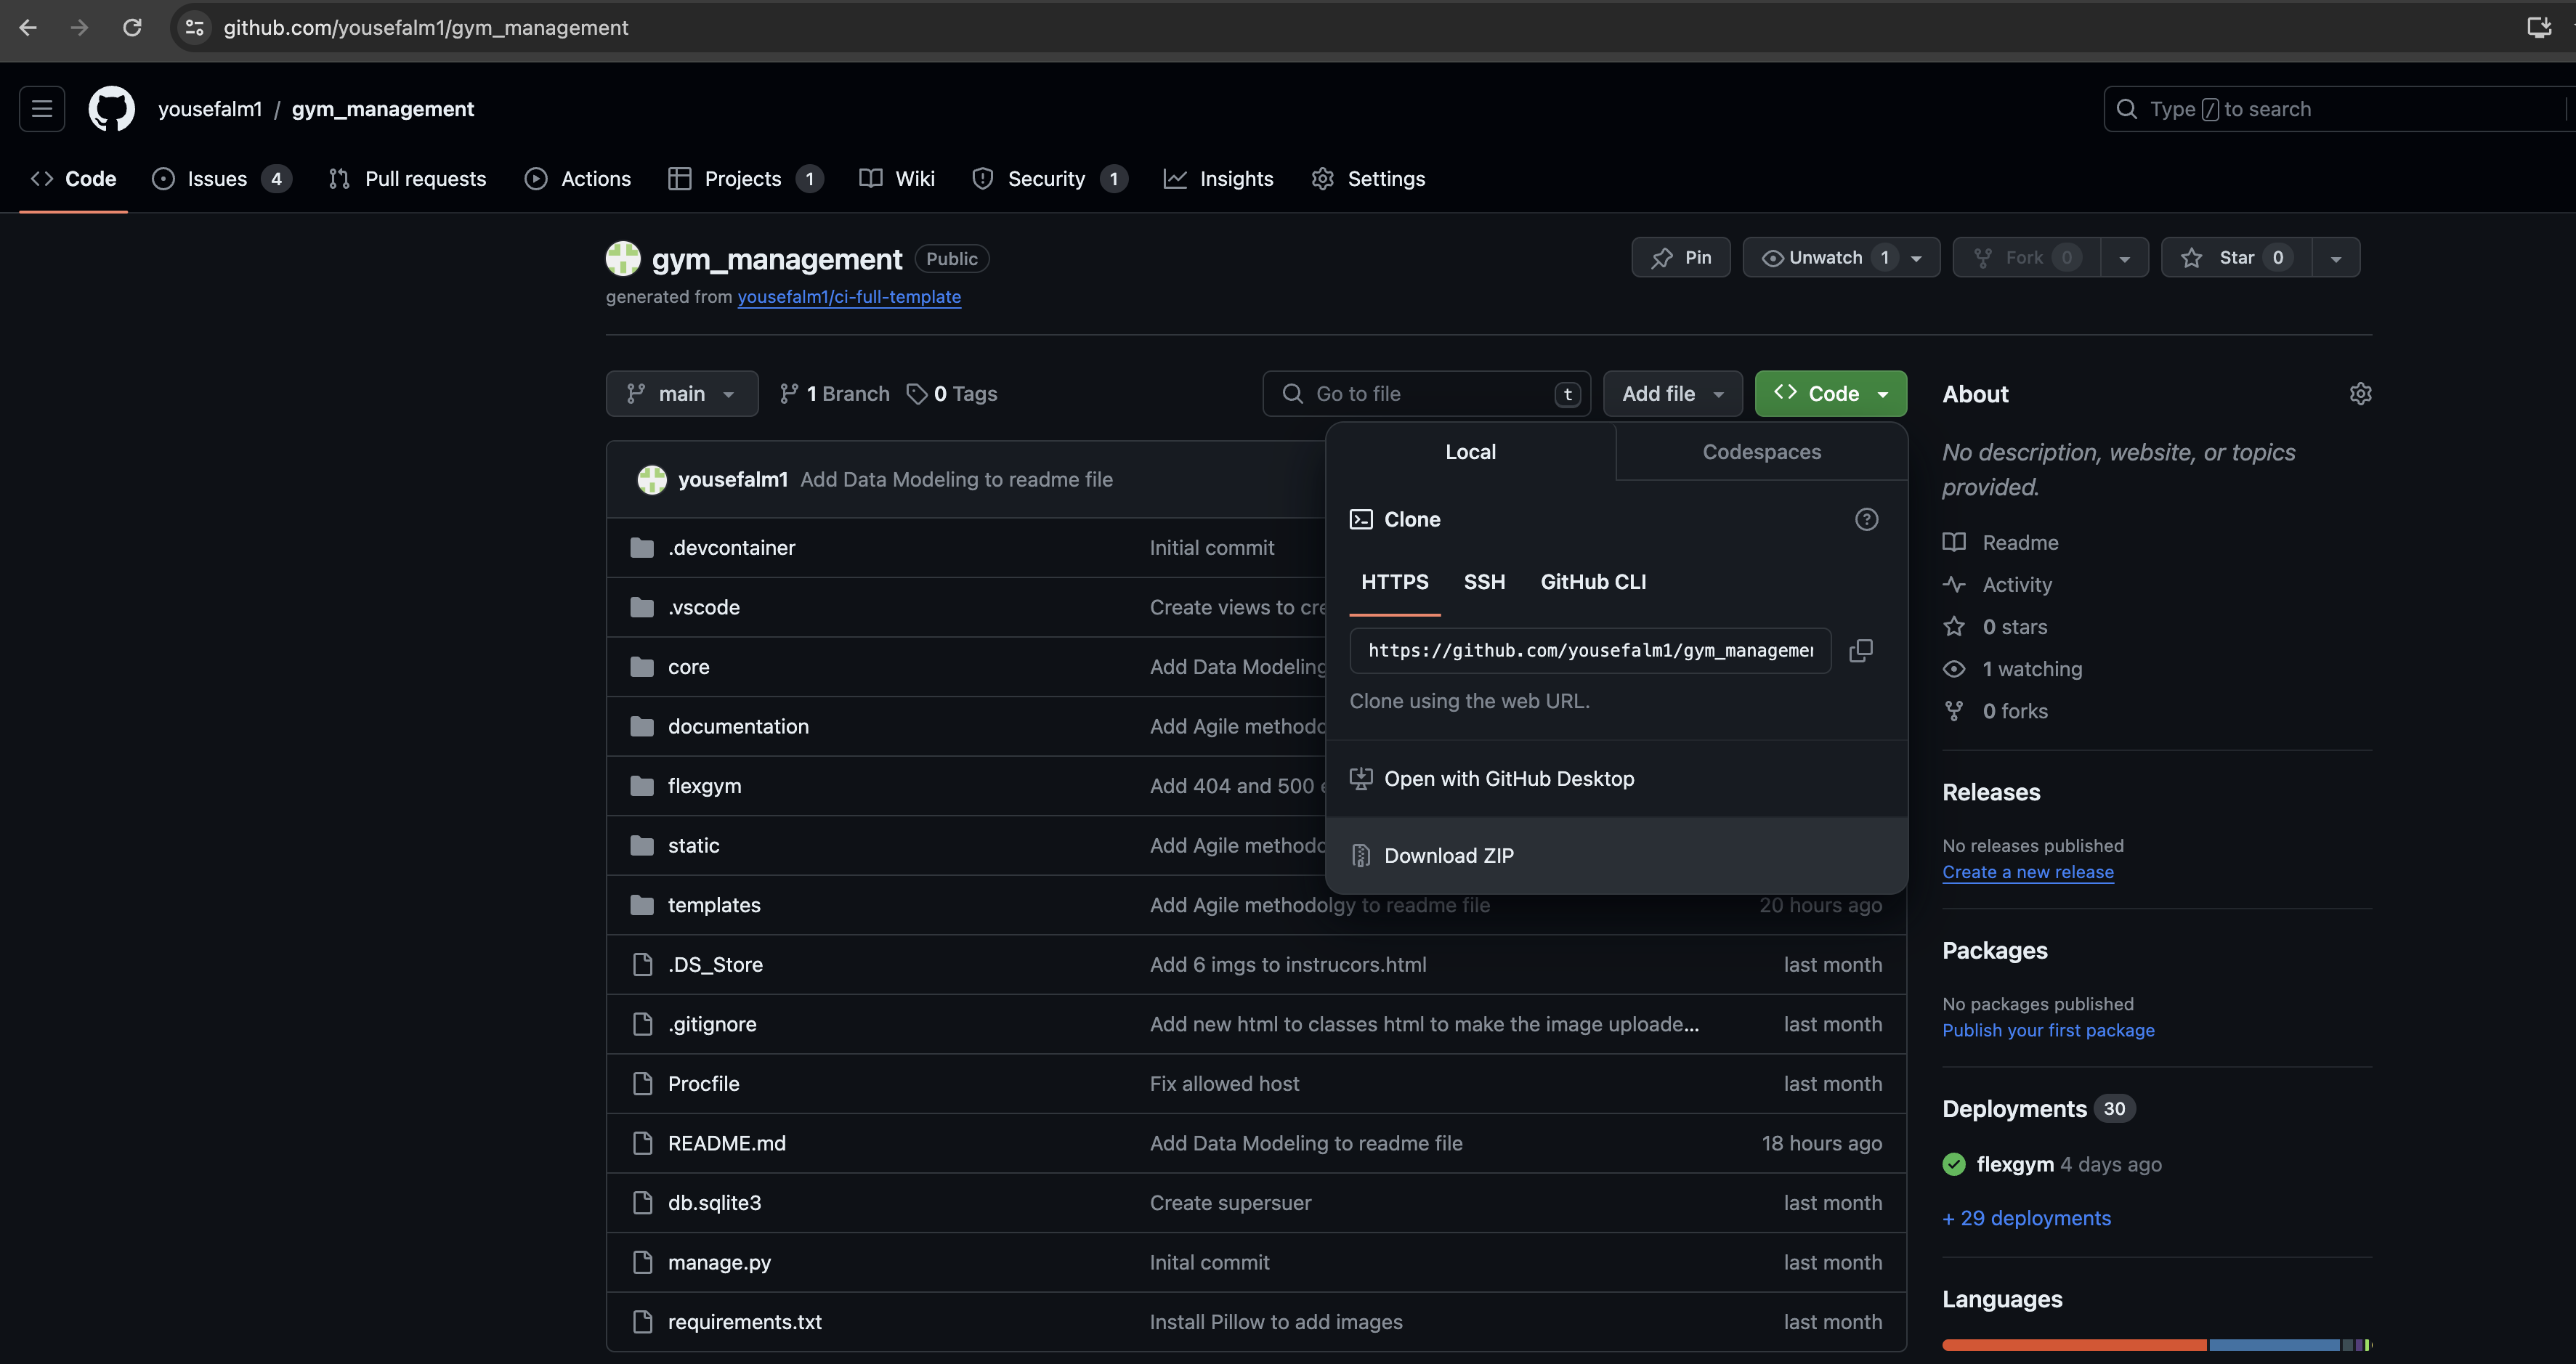 github.com/yousefalm1/gym_management
yousefalm1 / gym_management
Type / to search
Code Issues 4 Pull requests Actions Projects 1 Wiki Security 1 Insights Settings
gym_management Public
Pin Unwatch 1 Fork 0 Star 0
generated from yousefalm1/ci-full-template
main 1 Branch 0 Tags Go to file t Add file Code
Local Codespaces
Clone
HTTPS SSH GitHub CLI
https://github.com/yousefalm1/gym_managemen
Clone using the web URL.
Open with GitHub Desktop
Download ZIP
yousefalm1 Add Data Modeling to readme file
.devcontainer Initial commit
.vscode Create views to cre
core Add Data Modeling
documentation Add Agile methodo
flexgym Add 404 and 500 e
static Add Agile methodo
templates Add Agile methodolgy to readme file 20 hours ago
.DS_Store Add 6 imgs to instrucors.html last month
.gitignore Add new html to classes html to make the image uploade... last month
Procfile Fix allowed host last month
README.md Add Data Modeling to readme file 18 hours ago
db.sqlite3 Create supersuer last month
manage.py Inital commit last month
requirements.txt Install Pillow to add images last month
About
No description, website, or topics
provided.
Readme
Activity
0 stars
1 watching
0 forks
Releases
No releases published
Create a new release
Packages
No packages published
Publish your first package
Deployments 30
flexgym 4 days ago
+ 29 deployments
Languages